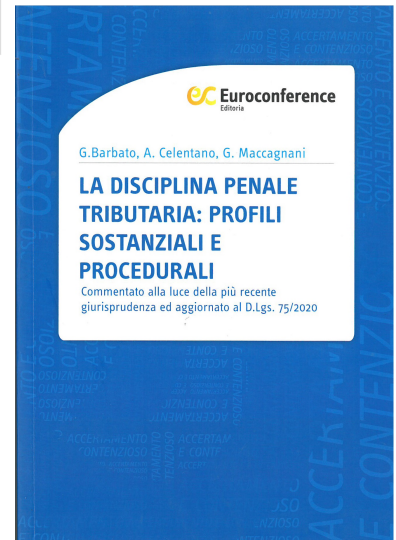 ec Euroconference
Editoria
G.Barbato, A. Celentano, G. Maccagnani
LA DISCIPLINA PENALE
TRIBUTARIA: PROFILI
SOSTANZIALI E
PROCEDURALI
Commentato alla luce della più recente
giurisprudenza ed aggiornato al D.Lgs. 75/2020